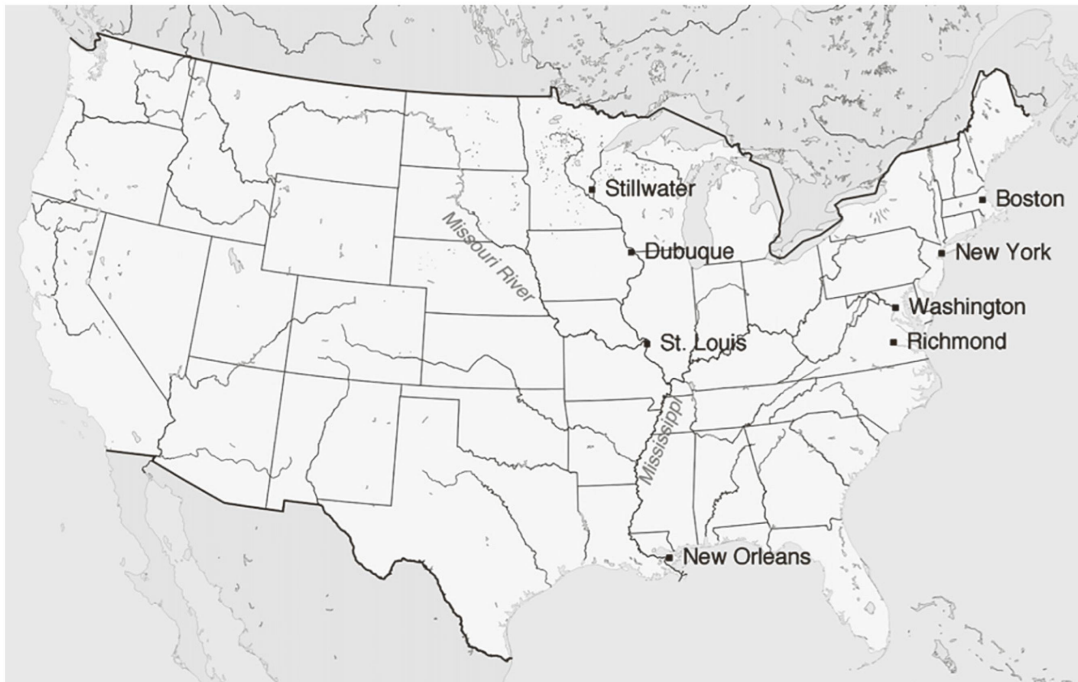 Stillwater
Boston
Dubuque
New York
Missouri River
Washington
St. Louis
Richmond
Mississippi
New Orleans